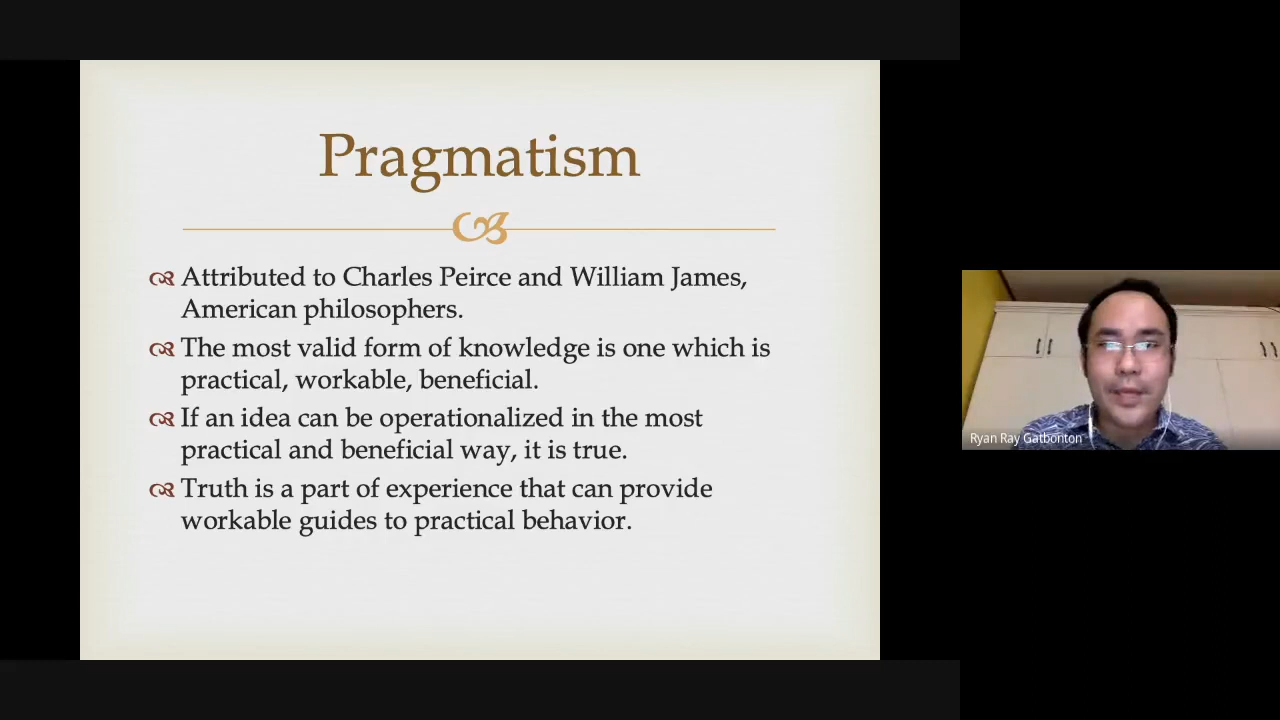 Pragmatism
Attributed to Charles Peirce and William James,
American philosophers.
The most valid form of knowledge is one which is
practical, workable, beneficial.
If an idea can be operationalized in the most
practical and beneficial way, it is true.
Truth is a part of experience that can provide
workable guides to practical behavior.
Ryan Ray Gatbonton